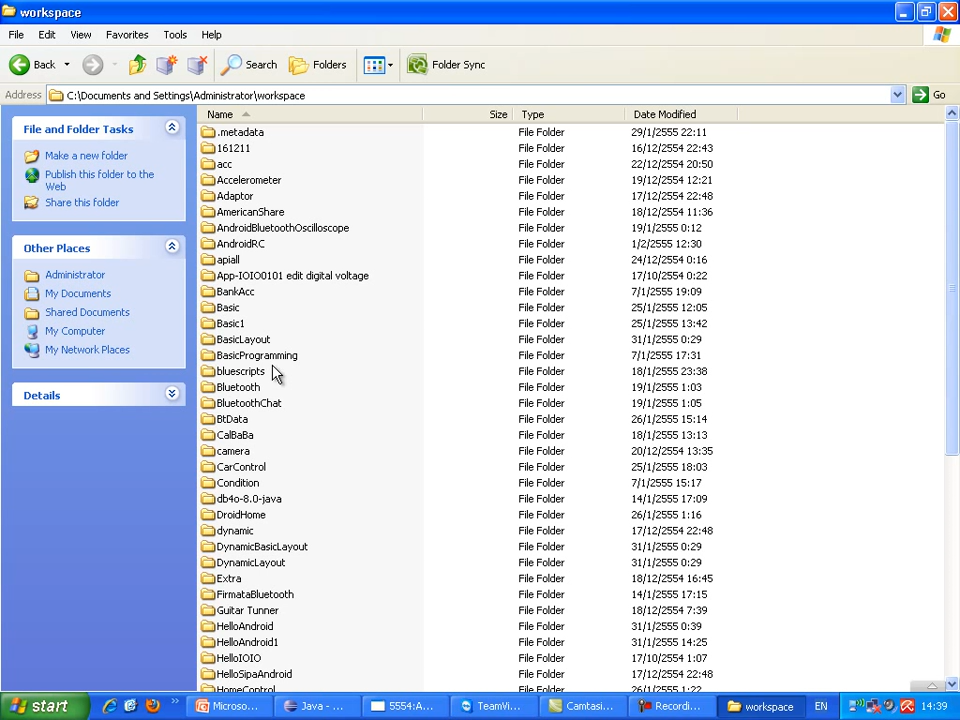 workspace
File Edit View Favorites Tools Help
Back Search Folders Folder Sync
Address C:\Documents and Settings\Administrator\workspace Go
File and Folder Tasks
Make a new folder
Publish this folder to the
Web
Share this folder
Other Places
Administrator
My Documents
Shared Documents
My Computer
My Network Places
Details
Name Size Type Date Modified
.metadata File Folder 29/1/2555 22:11
161211 File Folder 16/12/2554 22:43
acc File Folder 22/12/2554 20:50
Accelerometer File Folder 19/12/2554 12:21
Adaptor File Folder 17/12/2554 22:48
AmericanShare File Folder 18/12/2554 11:36
AndroidBluetoothOscilloscope File Folder 19/1/2555 0:12
AndroidRC File Folder 1/2/2555 12:30
apiall File Folder 24/12/2554 0:16
App-IOIO0101 edit digital voltage File Folder 17/10/2554 0:22
BankAcc File Folder 7/1/2555 19:09
Basic File Folder 25/1/2555 12:05
Basic1 File Folder 25/1/2555 13:42
BasicLayout File Folder 31/1/2555 0:29
BasicProgramming File Folder 7/1/2555 17:31
bluescripts File Folder 18/1/2555 23:38
Bluetooth File Folder 19/1/2555 1:03
BluetoothChat File Folder 19/1/2555 1:05
BtData File Folder 26/1/2555 15:14
CalBaBa File Folder 18/1/2555 13:13
camera File Folder 20/12/2554 13:35
CarControl File Folder 25/1/2555 18:03
Condition File Folder 7/1/2555 15:17
db4o-8.0-java File Folder 14/1/2555 17:09
DroidHome File Folder 26/1/2555 1:16
dynamic File Folder 17/12/2554 22:48
DynamicBasicLayout File Folder 31/1/2555 0:29
DynamicLayout File Folder 31/1/2555 0:29
Extra File Folder 18/12/2554 16:45
FirmataBluetooth File Folder 14/1/2555 17:15
Guitar Tunner File Folder 18/12/2554 7:39
HelloAndroid File Folder 31/1/2555 0:39
HelloAndroid1 File Folder 31/1/2555 14:25
HelloIOIO File Folder 17/10/2554 1:07
HelloSipaAndroid File Folder 17/12/2554 22:48
HomeControl File Folder 26/1/2555 1:22
start Microso... Java - ... 5554:A... TeamVi... Camtasi... Recordi... workspace EN 14:39